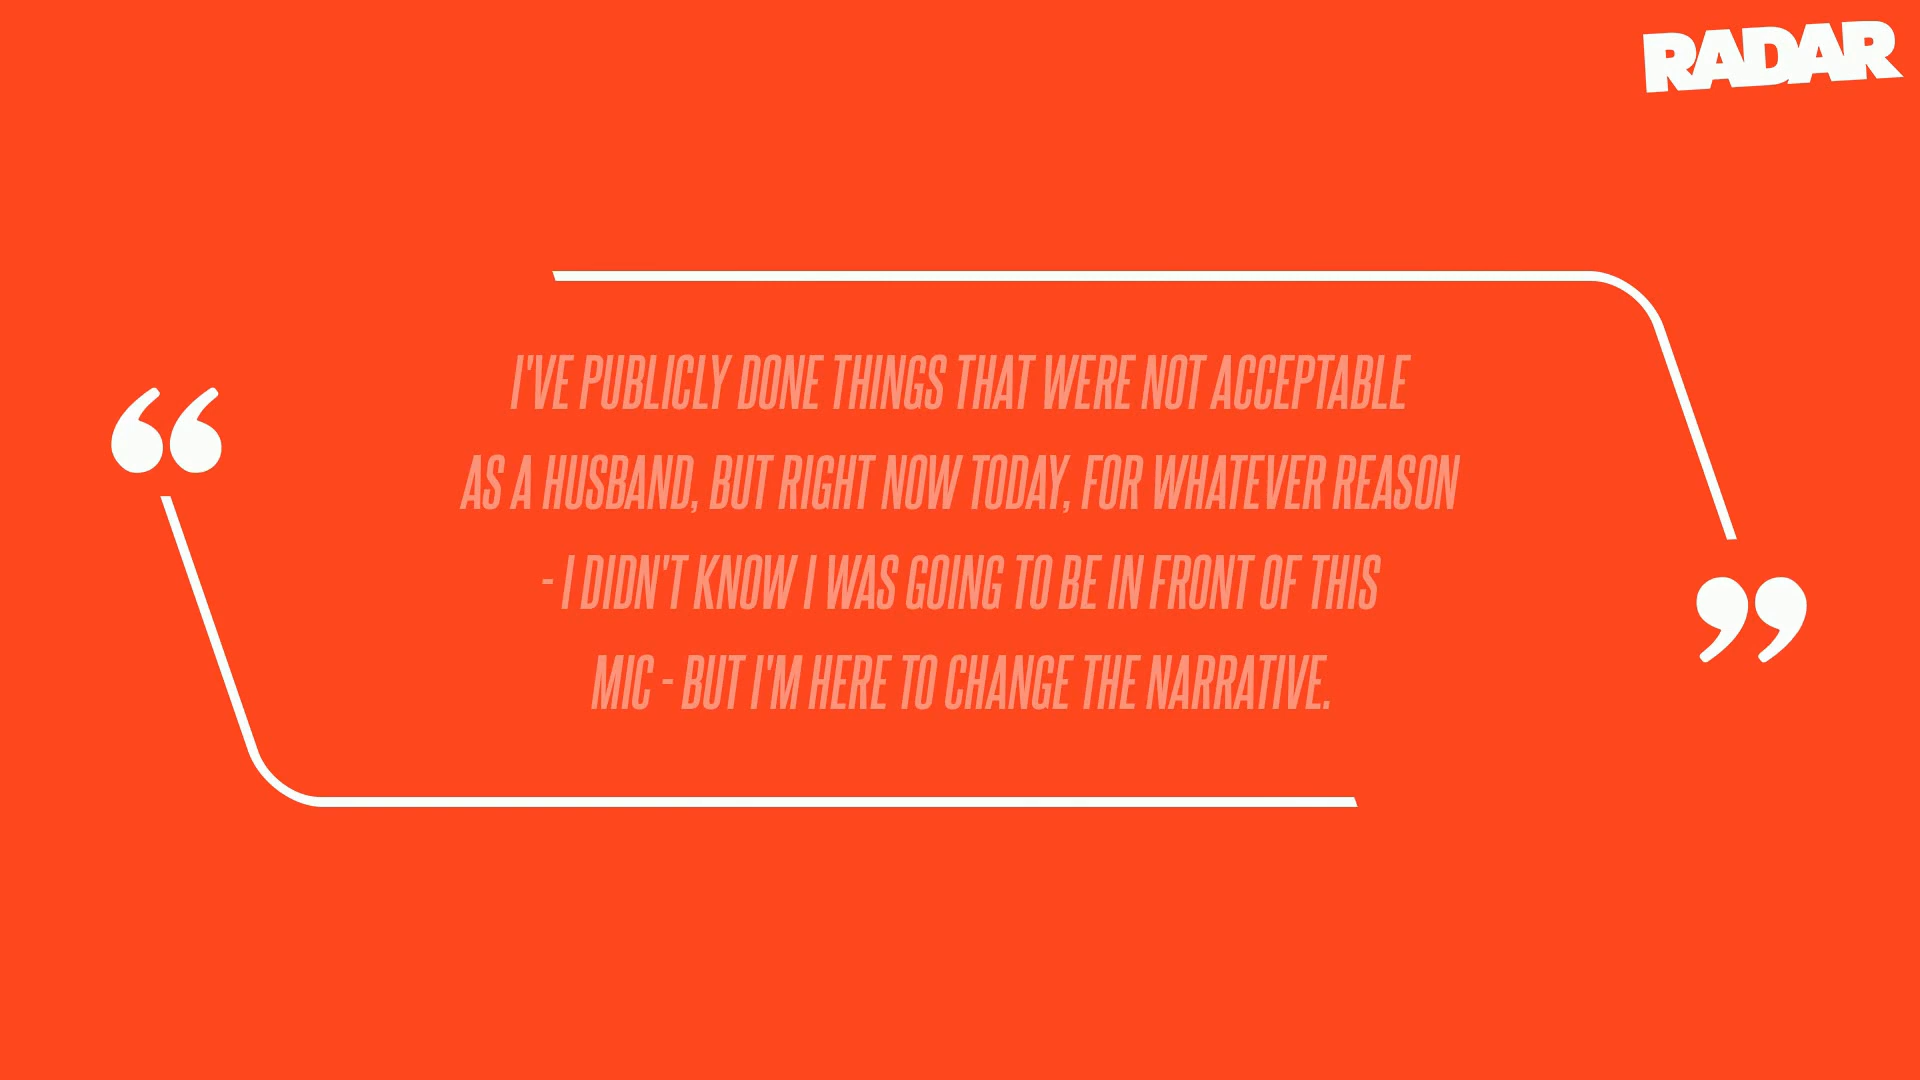 RADAR
“
I'VE PUBLICLY DONE THINGS THAT WERE NOT ACCEPTABLE
AS A HUSBAND, BUT RIGHT NOW TODAY, FOR WHATEVER REASON
- I DIDN'T KNOW I WAS GOING TO BE IN FRONT OF THIS
MIC - BUT I'M HERE TO CHANGE THE NARRATIVE.
”